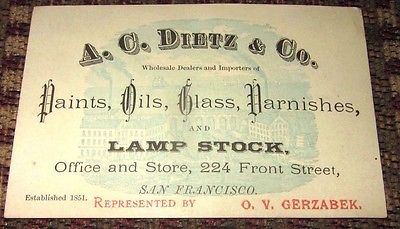 A. C. DIETZ & CO.
Wholesale Dealers and Importers of
Paints, Oils, Glass, Varnishes,
AND
LAMP STOCK,
Office and Store, 224 Front Street,
SAN FRANCISCO.
Established 1851.
REPRESENTED BY O. V. GERZABEK.